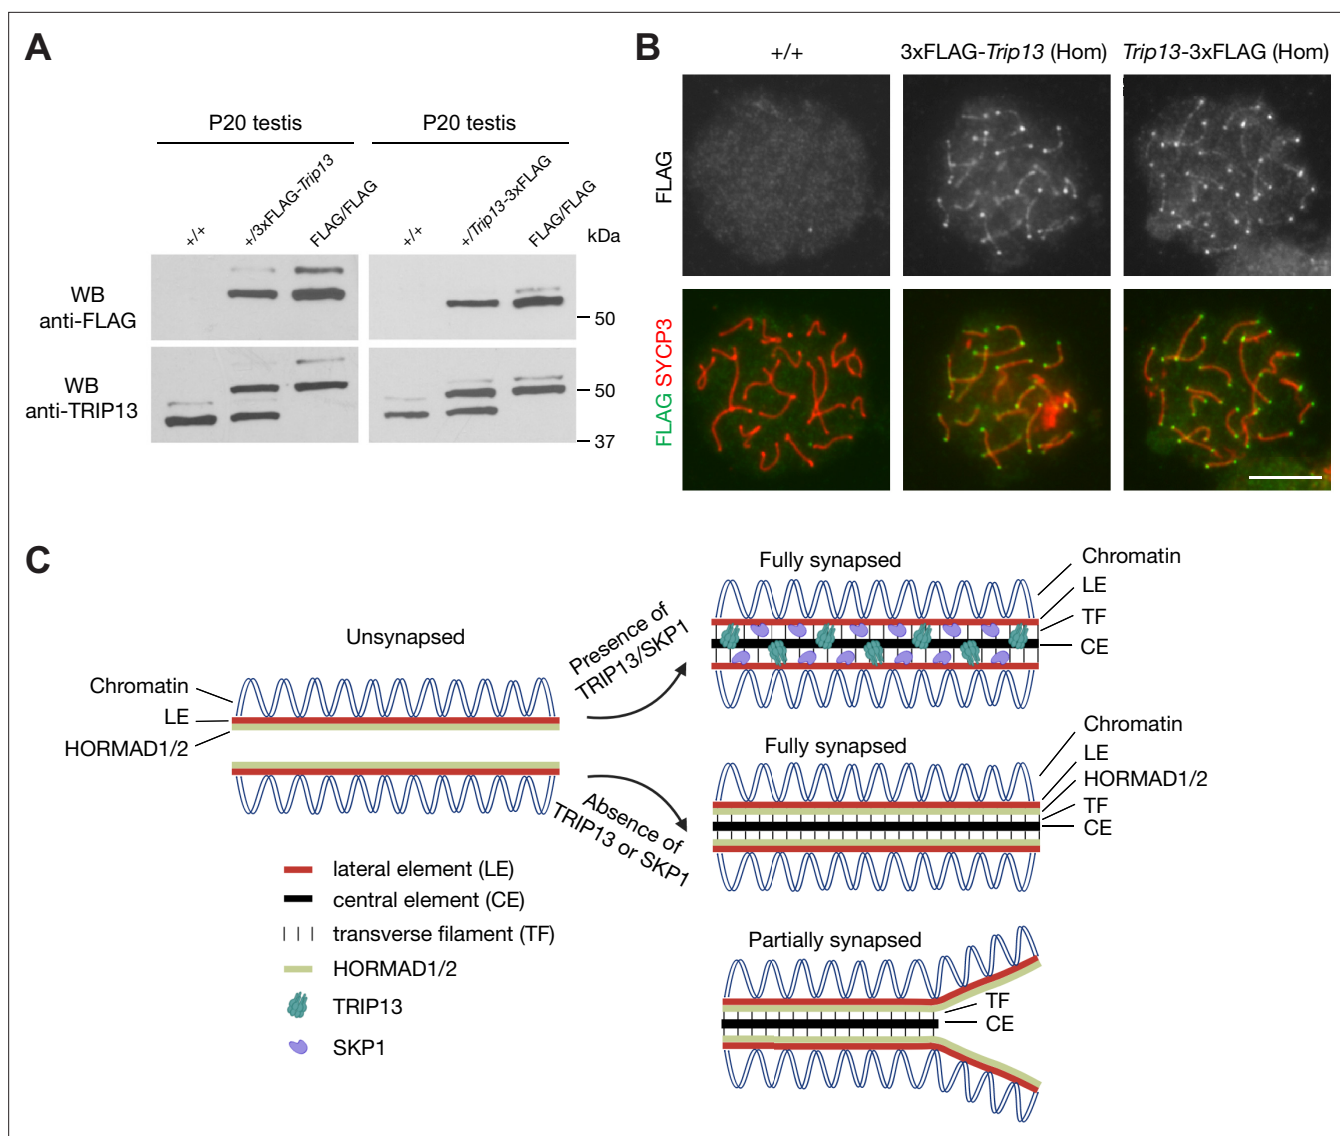 A
P20 testis
P20 testis
+/+
+/3xFLAG-Trip13
FLAG/FLAG
+/+
+/Trip13-3xFLAG
FLAG/FLAG
kDa
WB
anti-FLAG
50
WB
anti-TRIP13
50
37
B
+/+
3xFLAG-Trip13 (Hom)
Trip13-3xFLAG (Hom)
FLAG
FLAG SYCP3
C
Unsynapsed
Chromatin
LE
HORMAD1/2
Presence of
TRIP13/SKP1
Absence of
TRIP13 or SKP1
Fully synapsed
Chromatin
LE
TF
CE
Fully synapsed
Chromatin
LE
HORMAD1/2
TF
CE
Partially synapsed
TF
CE
lateral element (LE)
central element (CE)
transverse filament (TF)
HORMAD1/2
TRIP13
SKP1